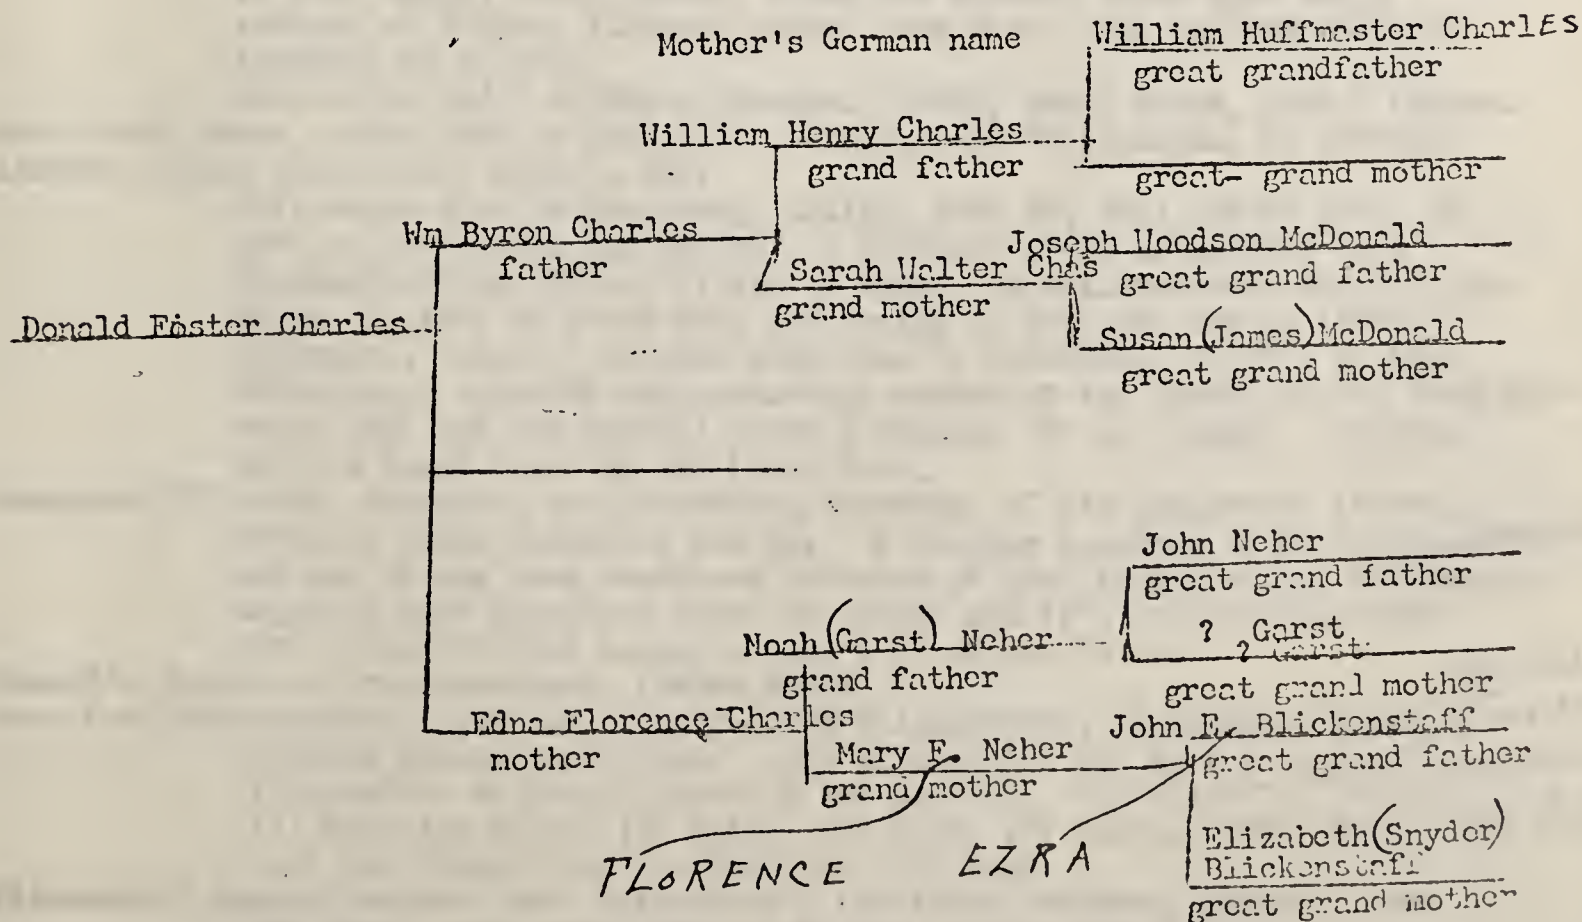 Mother's German name
William Huffmaster CharlES
great grandfather
William Henry Charles
grand father
great- grand mother
Wm Byron Charles
father
Joseph Woodson McDonald
great grand father
Sarah Walter Chas
grand mother
Donald Foster Charles
Susan (James) McDonald
great grand mother
John Neher
great grand father
Noah (Garst) Neher
grand father
? Garst
? Garst
great grand mother
Edna Florence Charles
mother
John E. Blickenstaff
great grand father
Mary F. Neher
grand mother
Elizabeth (Snyder)
Blickenstaff
great grand mother
FLORENCE
EZRA